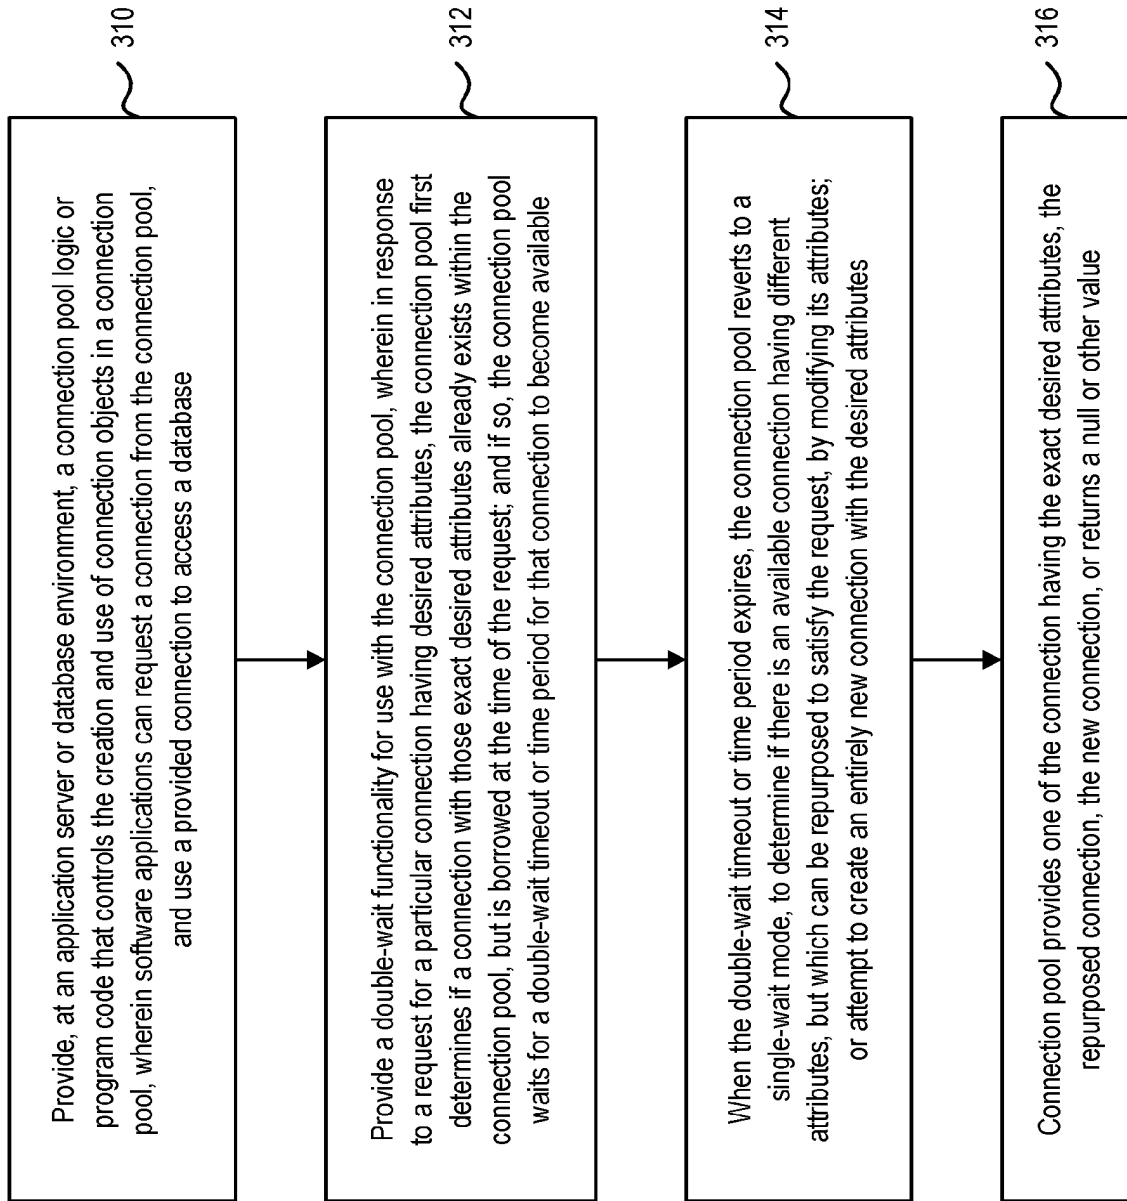 Provide, at an application server or database environment, a connection pool logic or
program code that controls the creation and use of connection objects in a connection
pool, wherein software applications can request a connection from the connection pool,
and use a provided connection to access a database
310
Provide a double-wait functionality for use with the connection pool, wherein in response
to a request for a particular connection having desired attributes, the connection pool first
determines if a connection with those exact desired attributes already exists within the
connection pool, but is borrowed at the time of the request; and if so, the connection pool
waits for a double-wait timeout or time period for that connection to become available
312
When the double-wait timeout or time period expires, the connection pool reverts to a
single-wait mode, to determine if there is an available connection having different
attributes, but which can be repurposed to satisfy the request, by modifying its attributes;
or attempt to create an entirely new connection with the desired attributes
314
Connection pool provides one of the connection having the exact desired attributes, the
repurposed connection, the new connection, or returns a null or other value
316